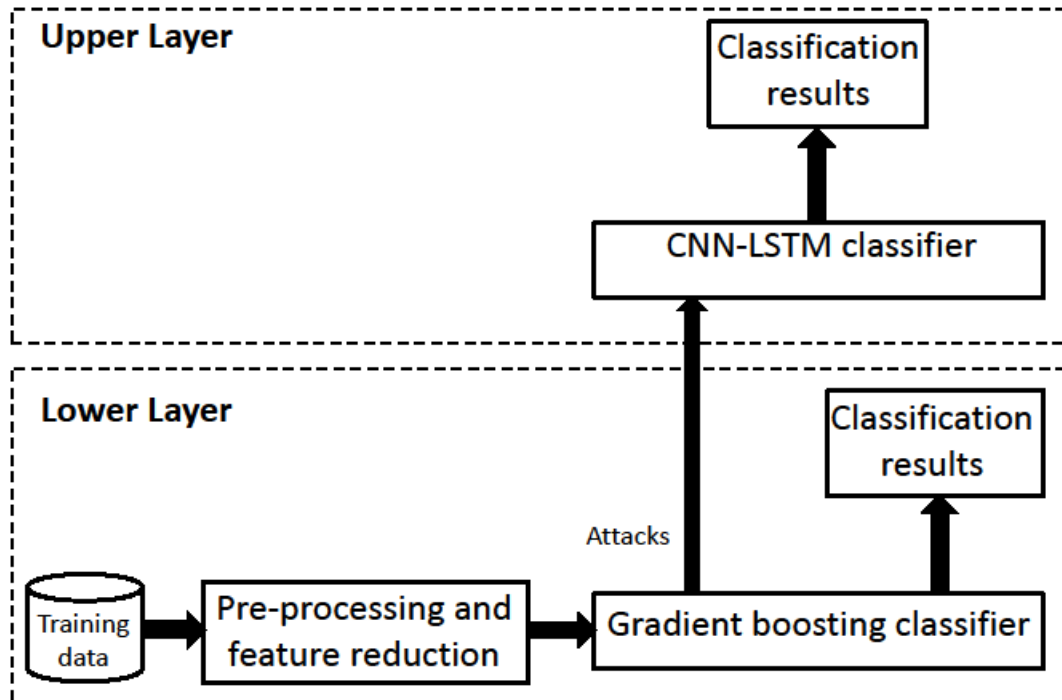 Upper Layer
Classification
results
CNN-LSTM classifier
Lower Layer
Classification
results
Attacks
Training
data
Pre-processing and
feature reduction
Gradient boosting classifier